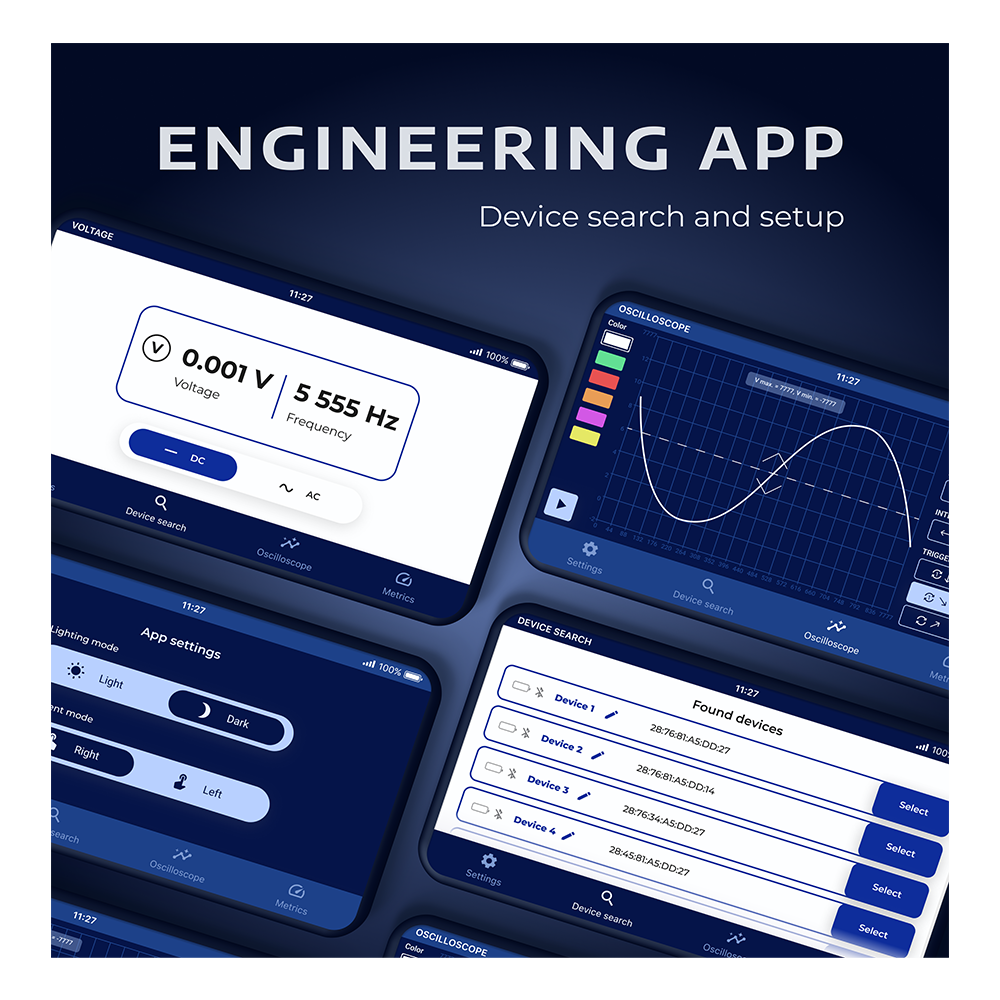 ENGINEERING APP
Device search and setup
VOLTAGE
11:27
100%
V
0.001 V
Voltage
5 555 Hz
Frequency
DC
AC
Device search
Oscilloscope
Metrics
OSCILLOSCOPE
11:27
Color
V max. = 7777, V min. = -7777
TRIGGE
Settings
Device search
Oscilloscope
Metr
11:27
100%
App settings
Lighting mode
Light
Dark
ent mode
Right
Left
search
Oscilloscope
Metrics
DEVICE SEARCH
11:27
100%
Found devices
Device 1
28:76:81:A5:DD:27
Select
Device 2
28:76:81:A5:DD:14
Select
Device 3
28:76:34:A5:DD:27
Select
Device 4
28:45:81:A5:DD:27
Select
Settings
Device search
Oscillosco
11:27
= -7777
OSCILLOSCOPE
Color